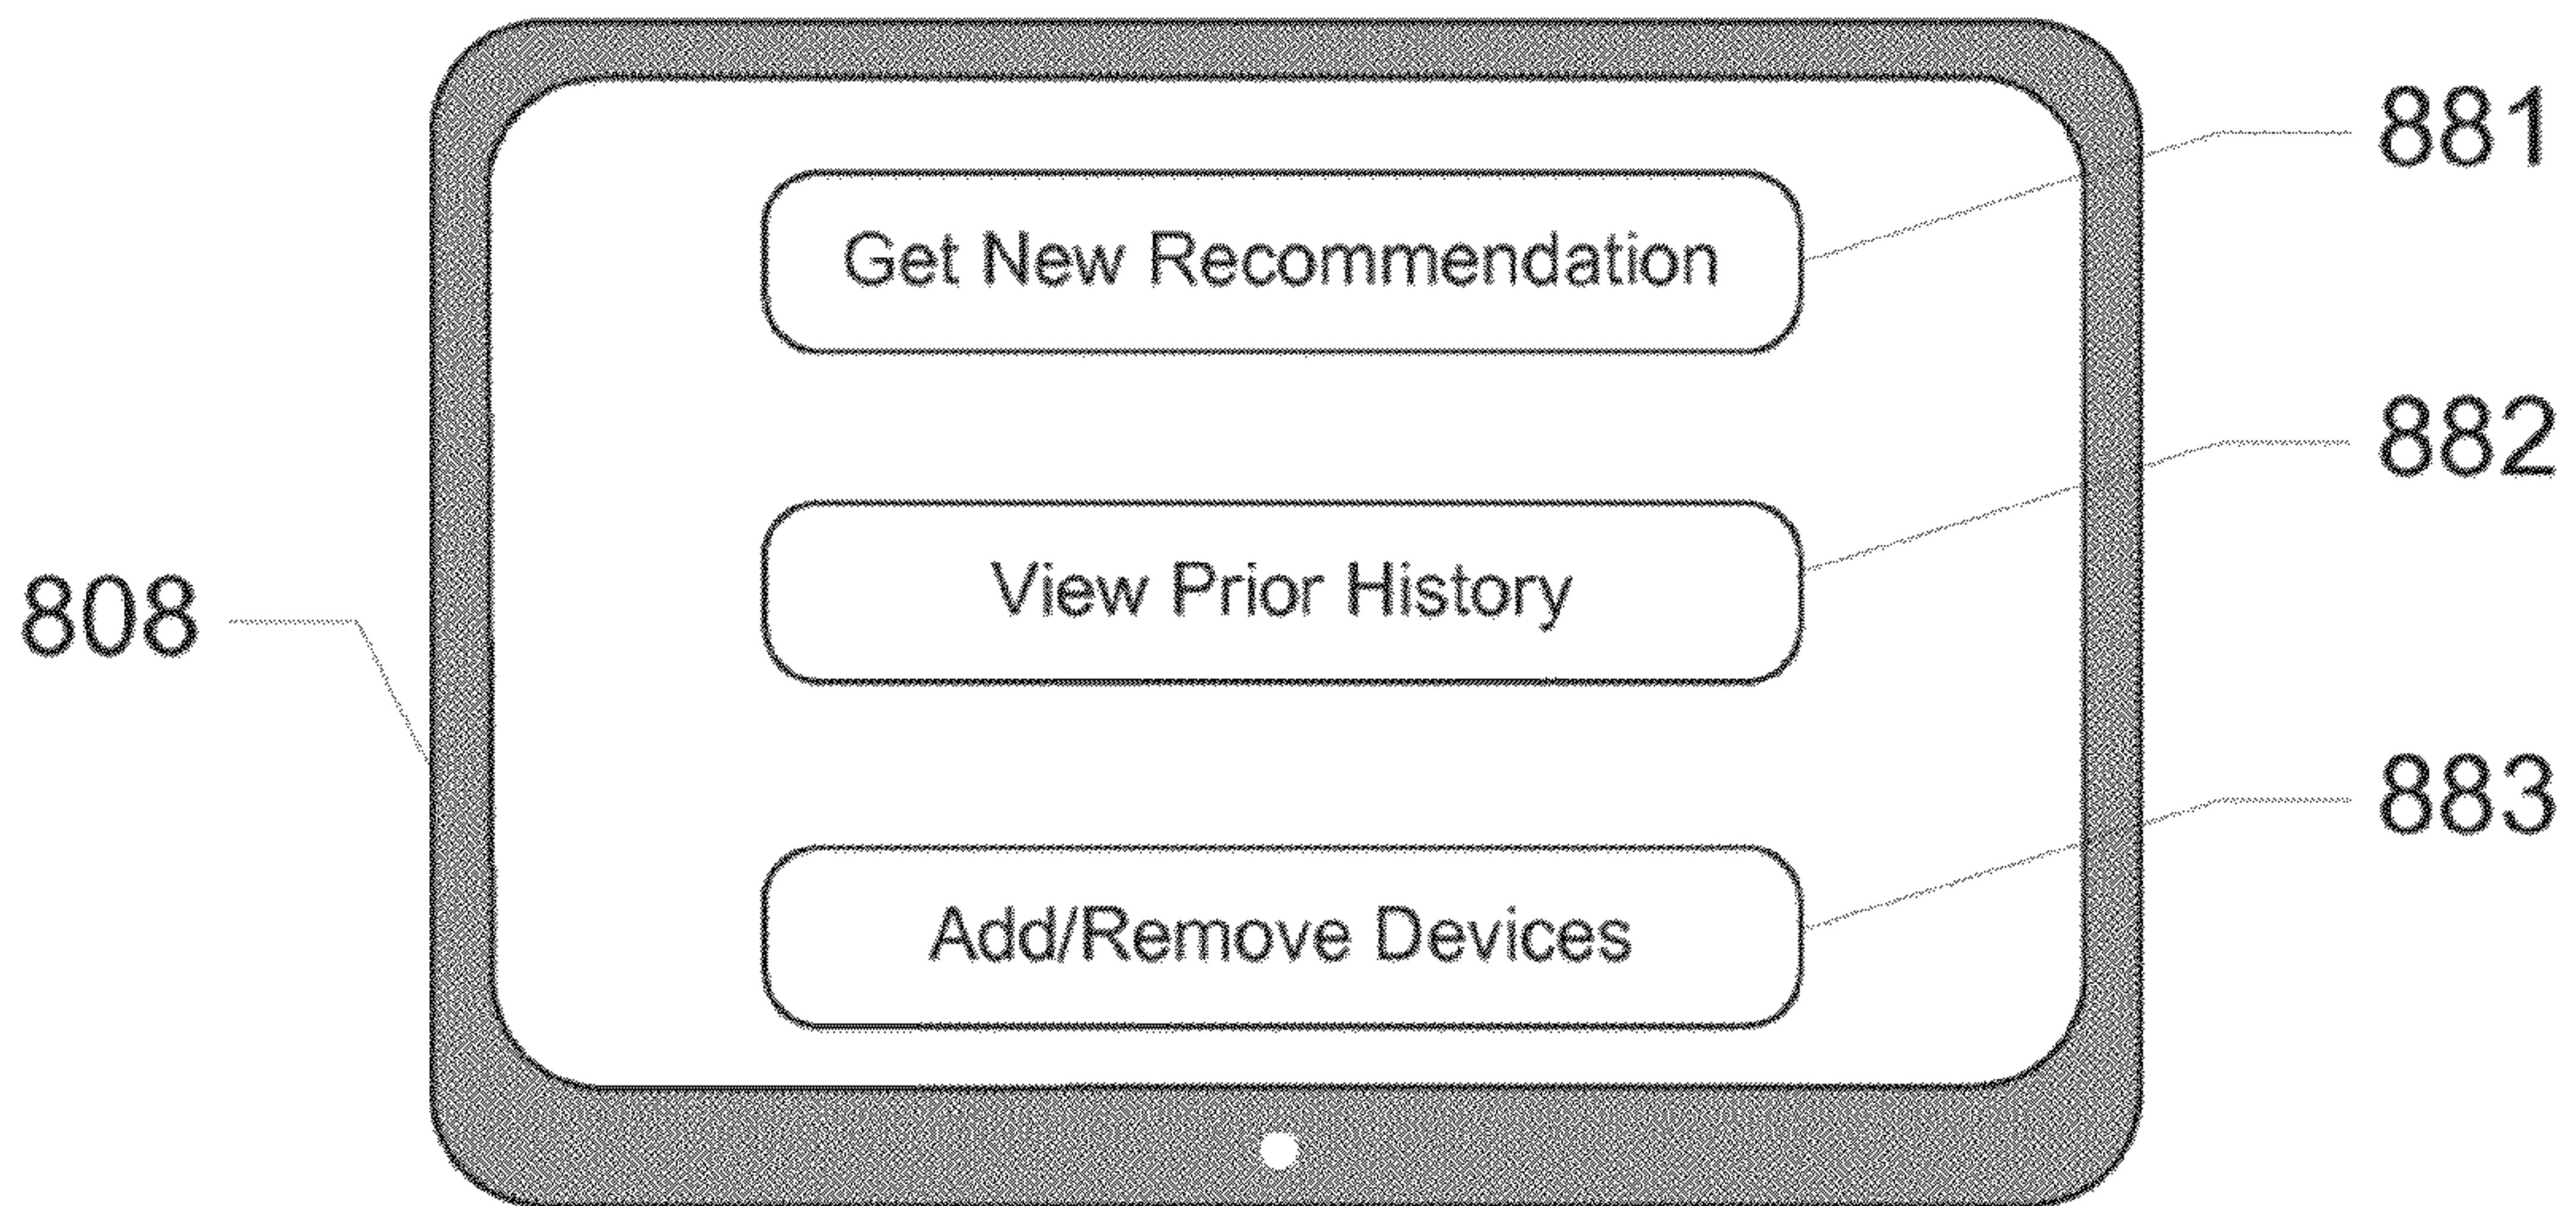 881
Get New Recommendation
882
View Prior History
808
883
Add/Remove Devices